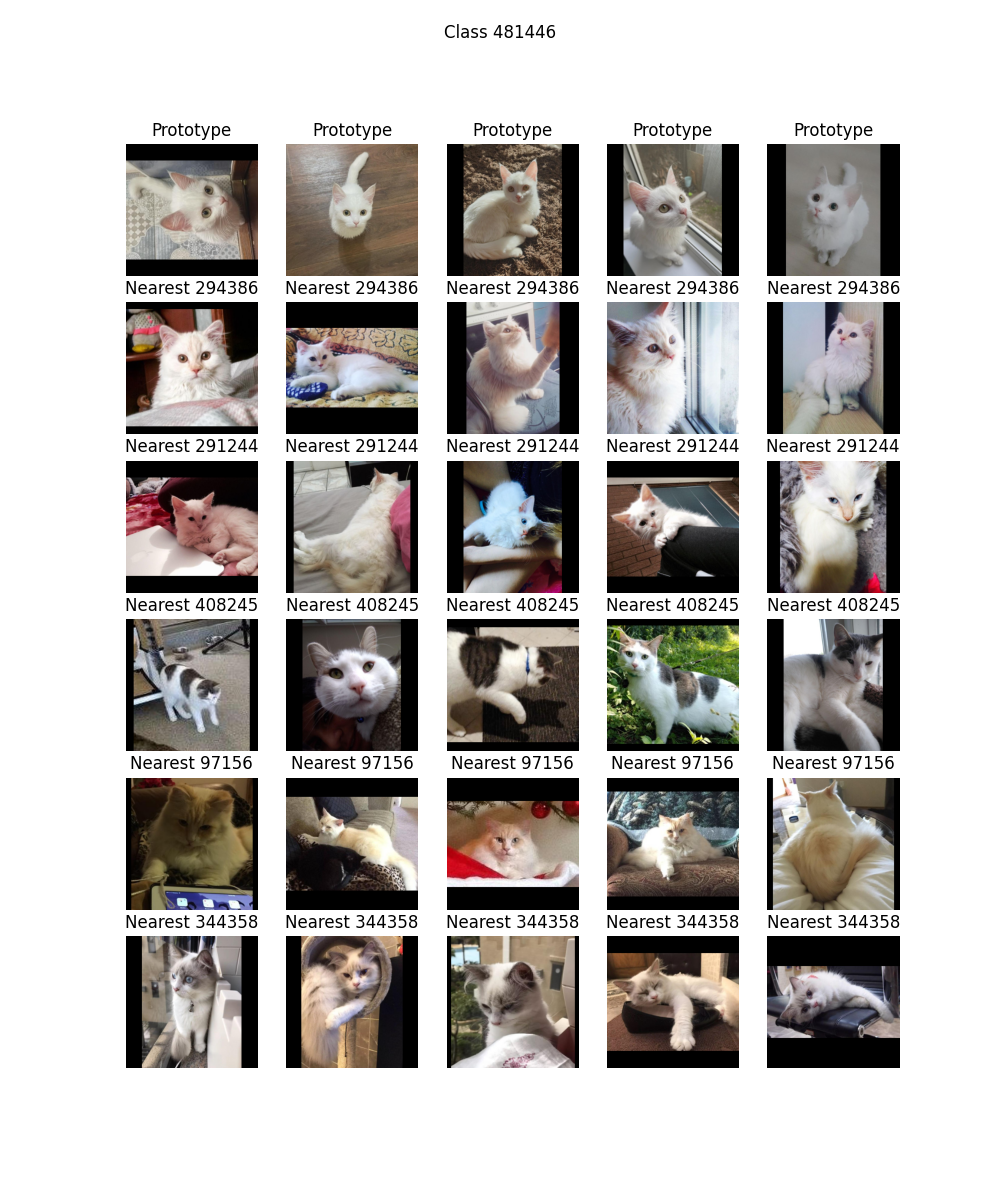 Class 481446
Prototype Prototype Prototype Prototype Prototype
Nearest 294386 Nearest 294386 Nearest 294386 Nearest 294386 Nearest 294386
Nearest 291244 Nearest 291244 Nearest 291244 Nearest 291244 Nearest 291244
Nearest 408245 Nearest 408245 Nearest 408245 Nearest 408245 Nearest 408245
Nearest 97156 Nearest 97156 Nearest 97156 Nearest 97156 Nearest 97156
Nearest 344358 Nearest 344358 Nearest 344358 Nearest 344358 Nearest 344358